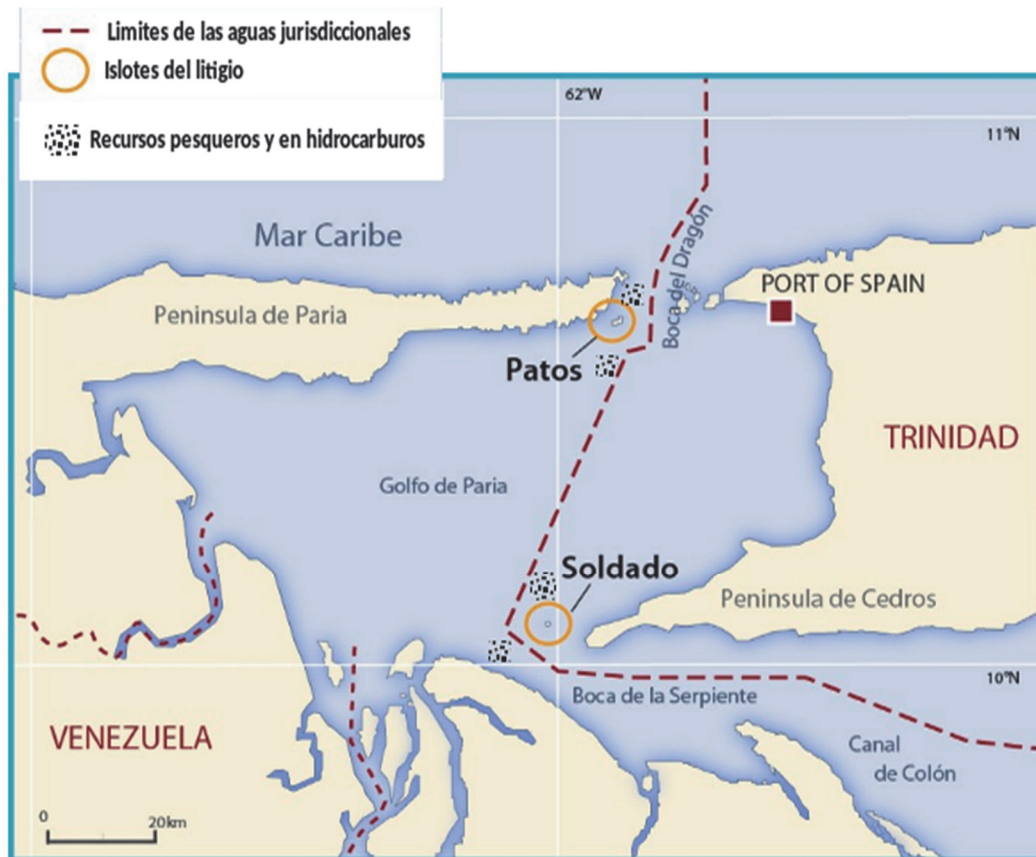 Limites de las aguas jurisdiccionales
Islotes del litigio
Recursos pesqueros y en hidrocarburos
62°W
11°N
Mar Caribe
Boca del Dragón
PORT OF SPAIN
Peninsula de Paria
Patos
TRINIDAD
Golfo de Paria
Soldado
Peninsula de Cedros
10°N
Boca de la Serpiente
VENEZUELA
Canal
de Colón
0
20km